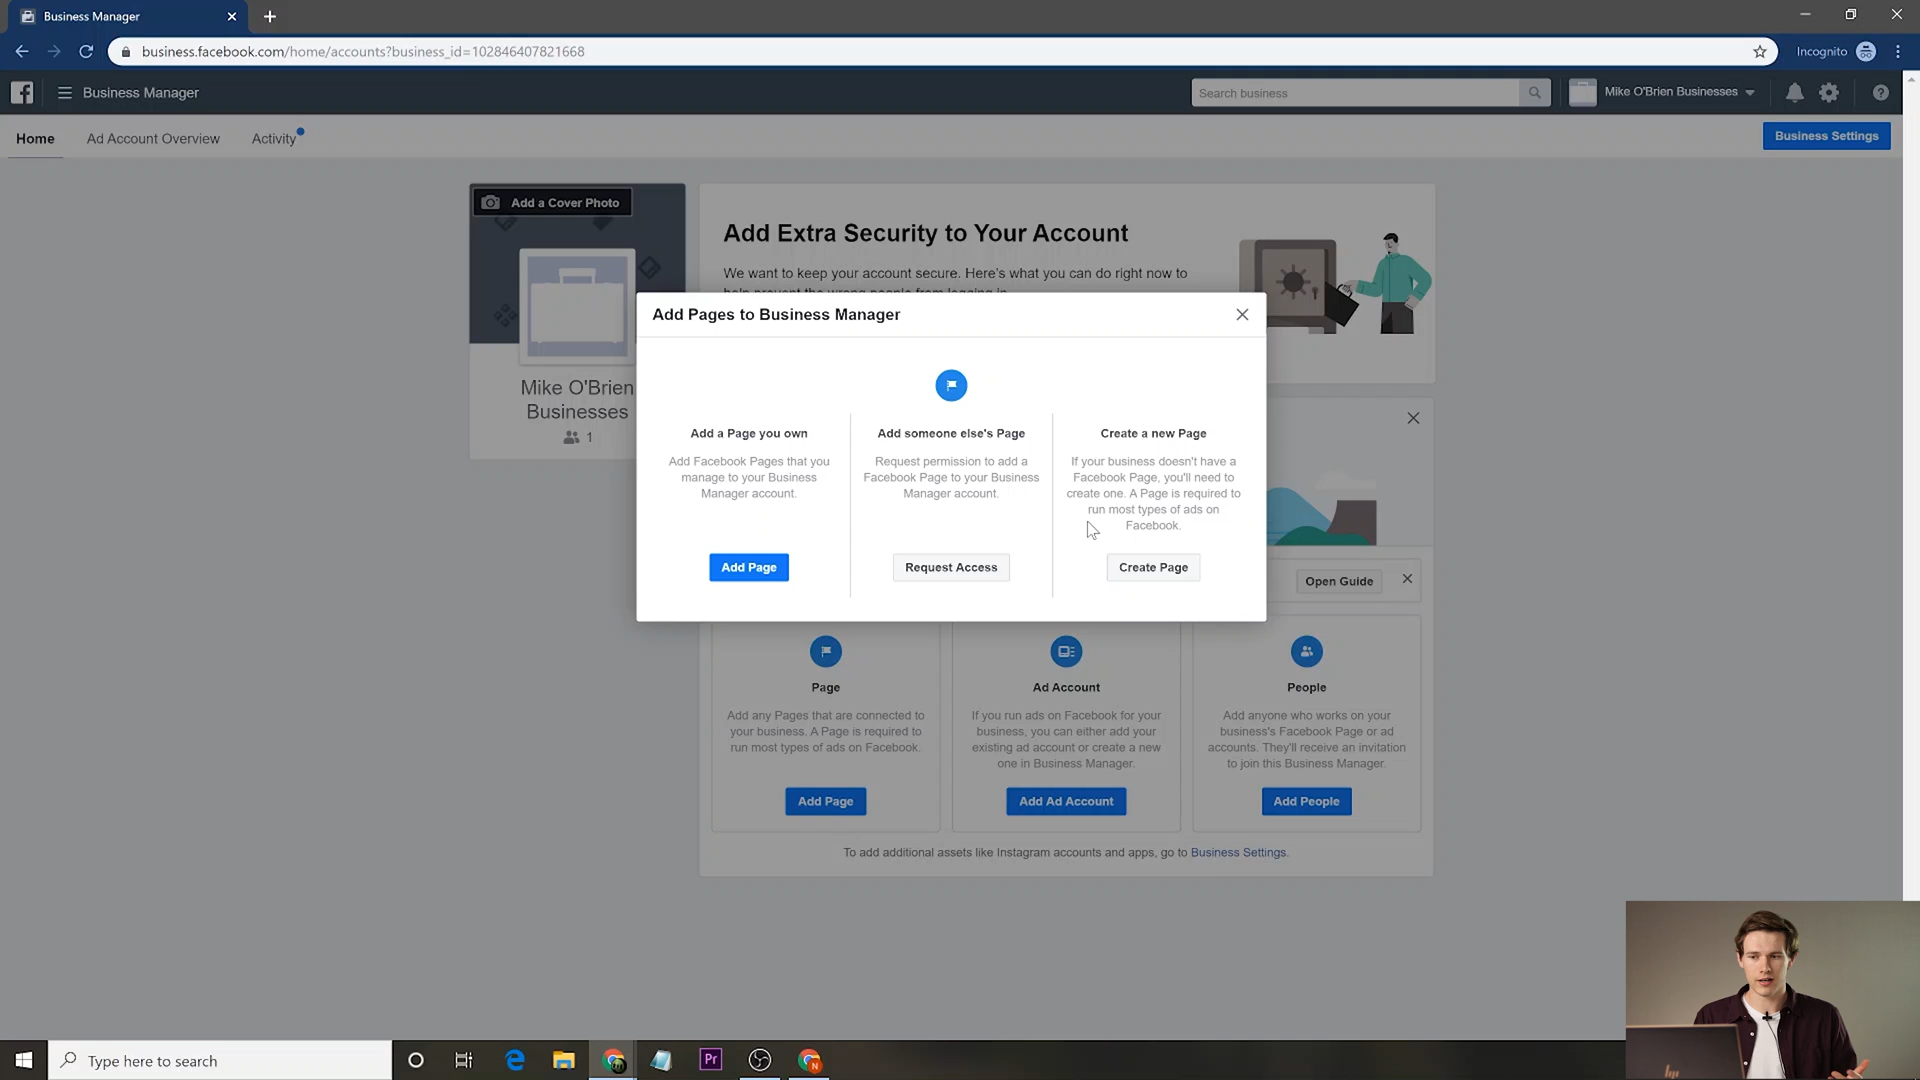 Business Manager
business.facebook.com/home/accounts?business_id=102846407821668
Incognito
Business Manager
Search business
Mike O'Brien Businesses
Home
Ad Account Overview
Activity
Business Settings
Add a Cover Photo
Mike O'Brien
Businesses
1
Add Extra Security to Your Account
We want to keep your account secure. Here's what you can do right now to
help prevent the wrong people from logging in.
Add Pages to Business Manager
Add a Page you own
Add Facebook Pages that you
manage to your Business
Manager account.
Add Page
Add someone else's Page
Request permission to add a
Facebook Page to your Business
Manager account.
Request Access
Create a new Page
If your business doesn't have a
Facebook Page, you'll need to
create one. A Page is required to
run most types of ads on
Facebook.
Create Page
Open Guide
Page
Add any Pages that are connected to
your business. A Page is required to
run most types of ads on Facebook.
Add Page
Ad Account
If you run ads on Facebook for your
business, you can either add your
existing ad account or create a new
one in Business Manager.
Add Ad Account
People
Add anyone who works on your
business's Facebook Page or ad
accounts. They'll receive an invitation
to join this Business Manager.
Add People
To add additional assets like Instagram accounts and apps, go to Business Settings.
Type here to search
Pr
N
hp